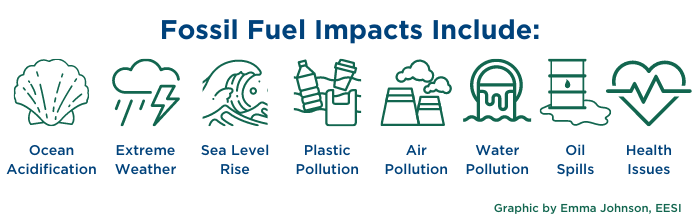 Fossil Fuel Impacts Include:
Ocean
Acidification
Extreme
Weather
Sea Level
Rise
Plastic
Pollution
Air
Pollution
Water
Pollution
Oil
Spills
Health
Issues
Graphic by Emma Johnson, EESI